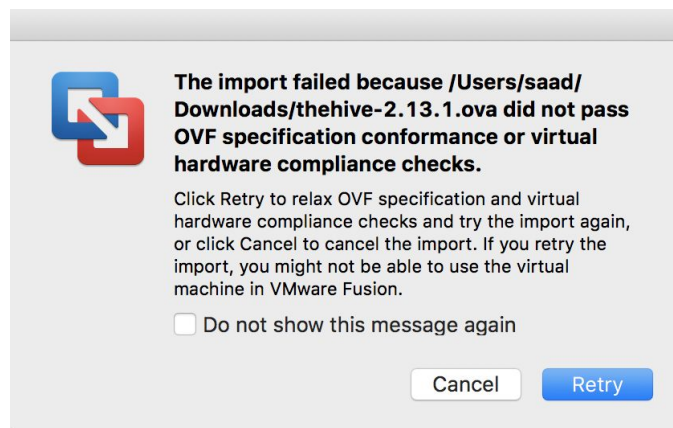 The import failed because /Users/saad/
Downloads/thehive-2.13.1.ova did not pass
OVF specification conformance or virtual
hardware compliance checks.
Click Retry to relax OVF specification and virtual
hardware compliance checks and try the import again,
or click Cancel to cancel the import. If you retry the
import, you might not be able to use the virtual
machine in VMware Fusion.
Do not show this message again
Cancel
Retry